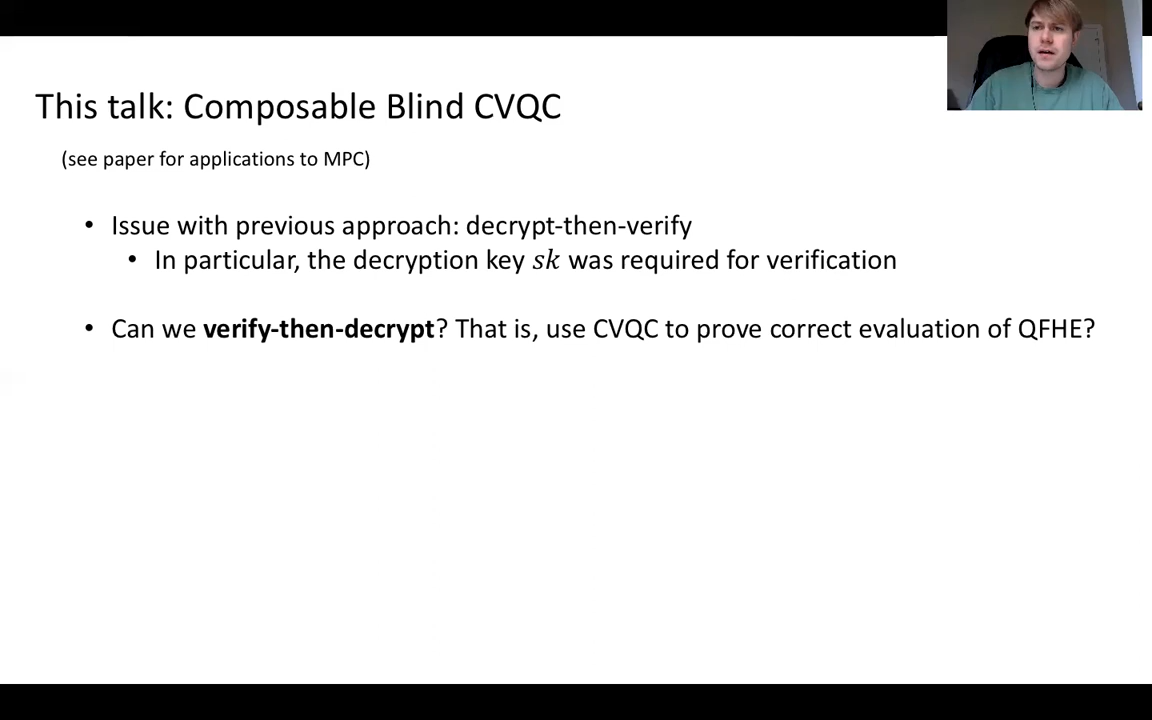 This talk: Composable Blind CVQC
(see paper for applications to MPC)
• Issue with previous approach: decrypt-then-verify
• In particular, the decryption key sk was required for verification
• Can we verify-then-decrypt? That is, use CVQC to prove correct evaluation of QFHE?